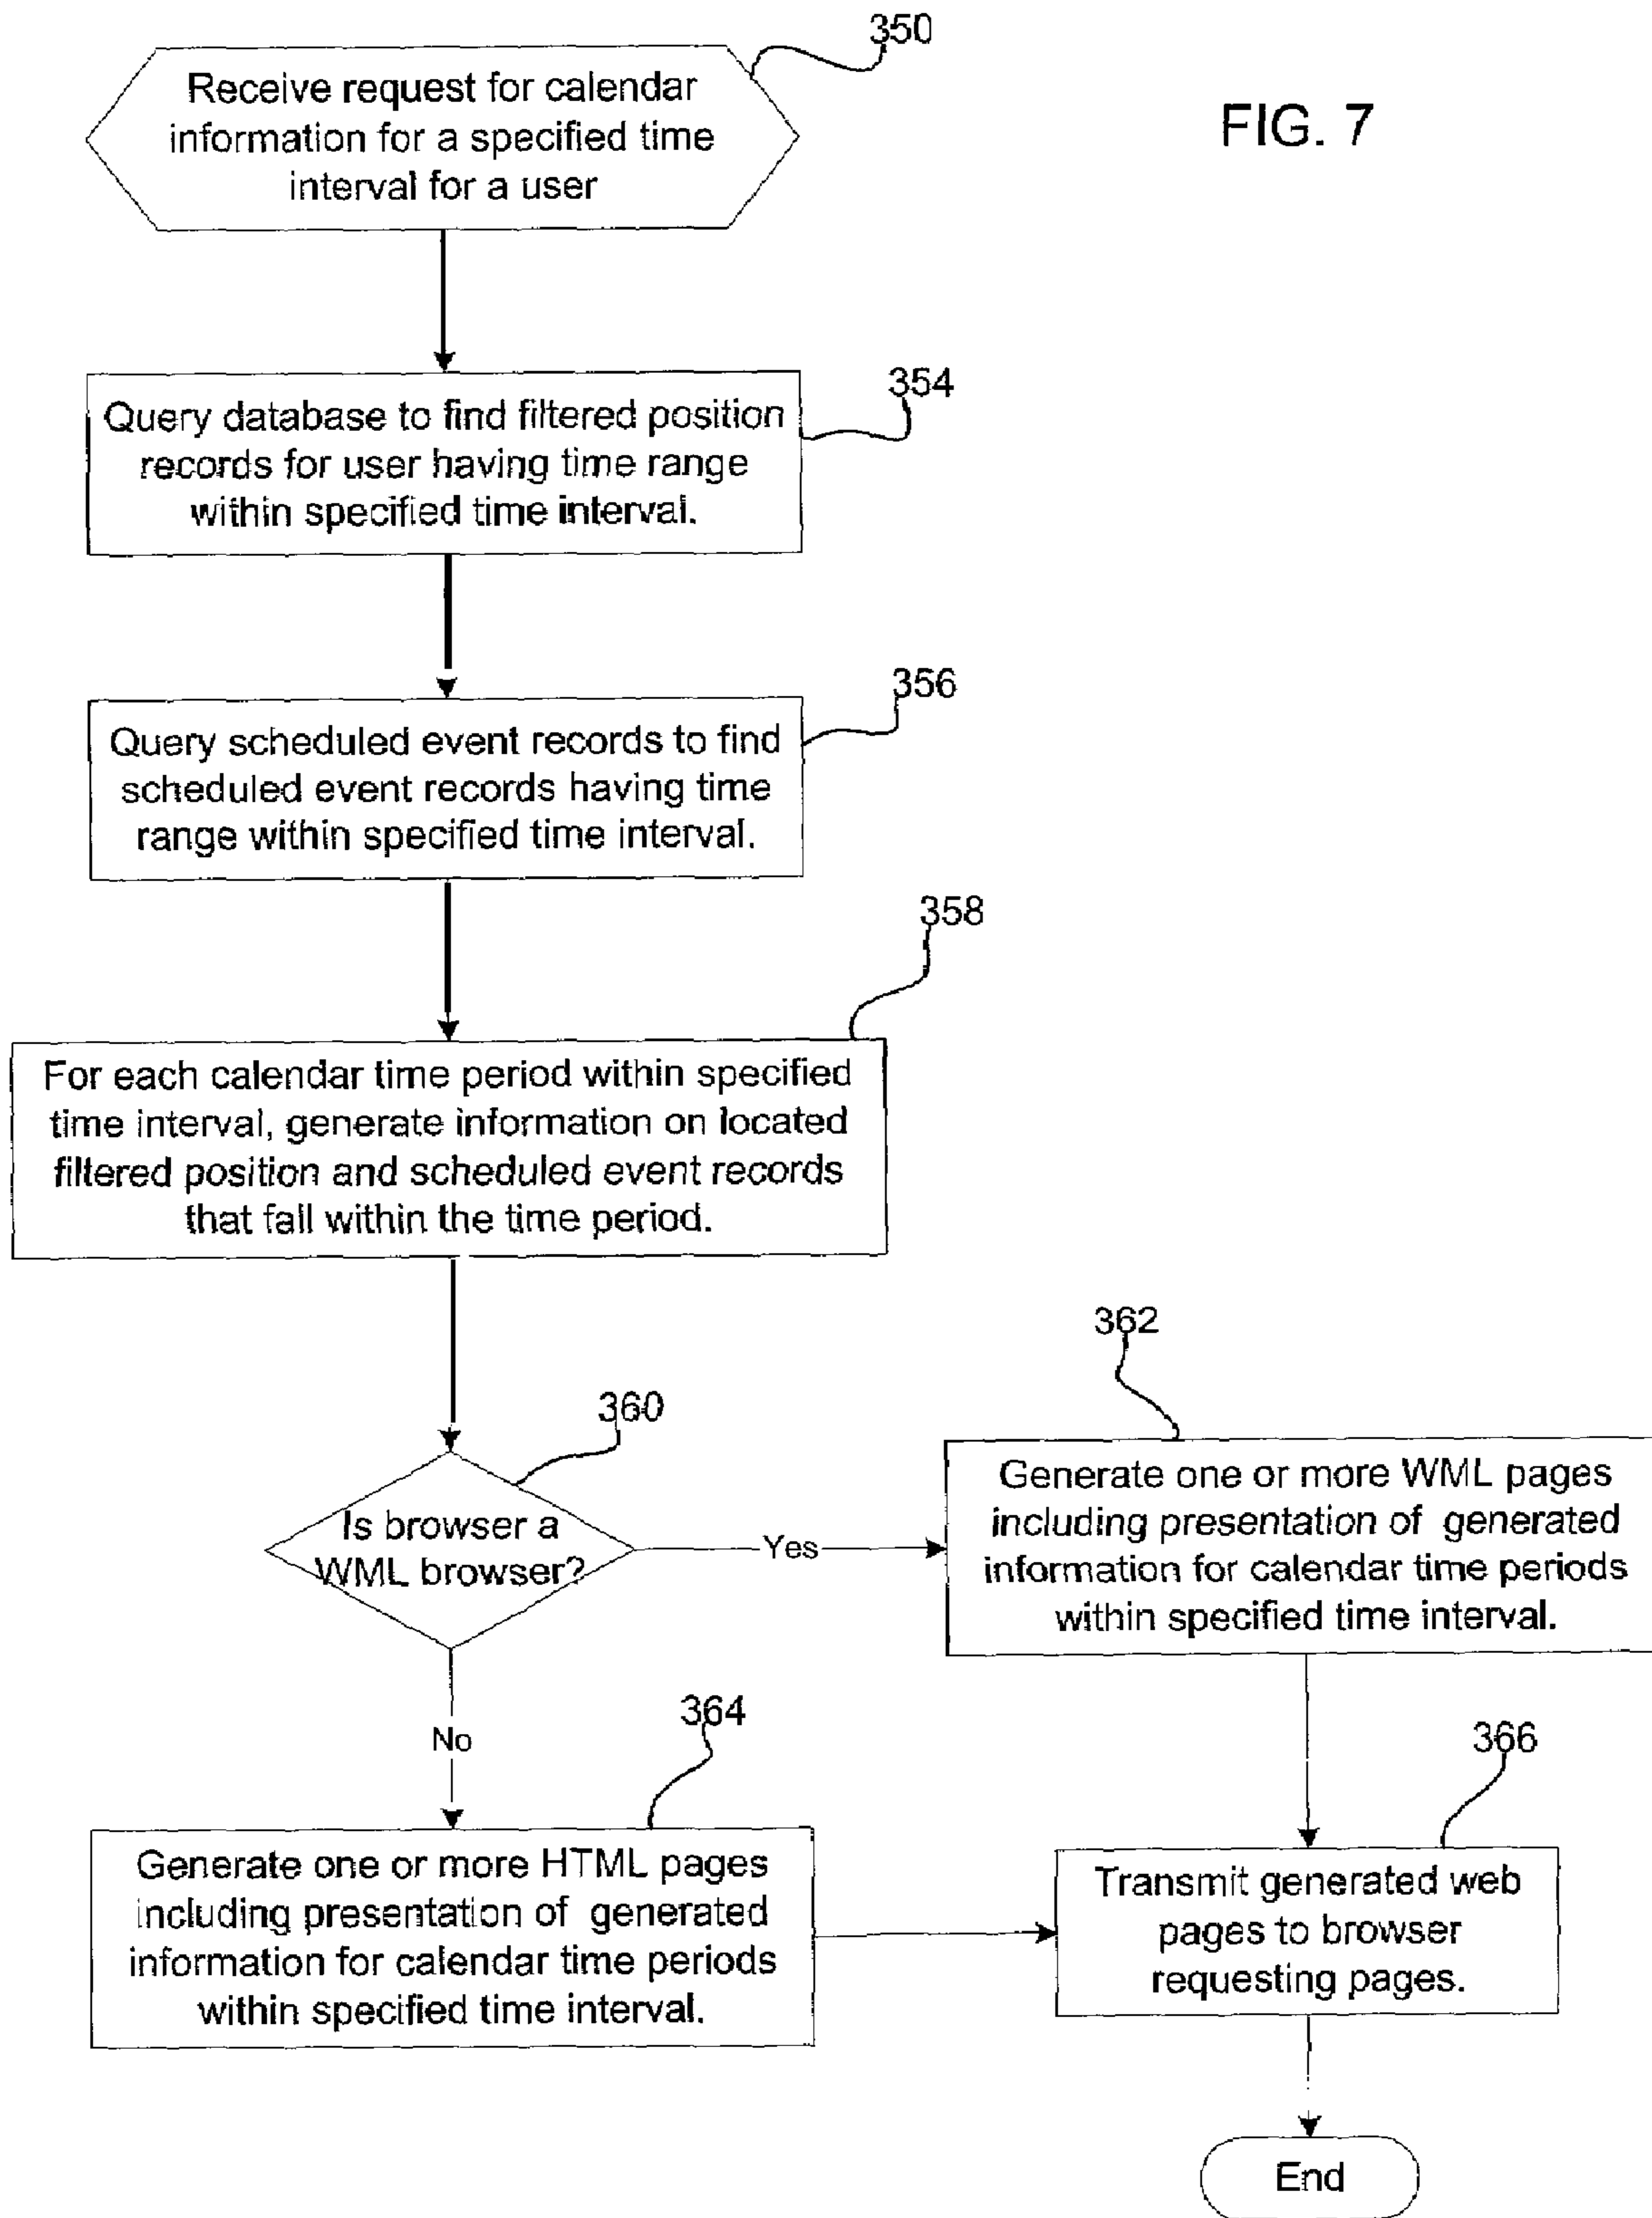 350
Receive request for calendar
information for a specified time
interval for a user
FIG. 7
354
Query database to find filtered position
records for user having time range
within specified time interval.
356
Query scheduled event records to find
scheduled event records having time
range within specified time interval.
358
For each calendar time period within specified
time interval, generate information on located
filtered position and scheduled event records
that fall within the time period.
360
Is browser a
WML browser?
Yes
362
Generate one or more WML pages
including presentation of generated
information for calendar time periods
within specified time interval.
No
364
Generate one or more HTML pages
including presentation of generated
information for calendar time periods
within specified time interval.
366
Transmit generated web
pages to browser
requesting pages.
End